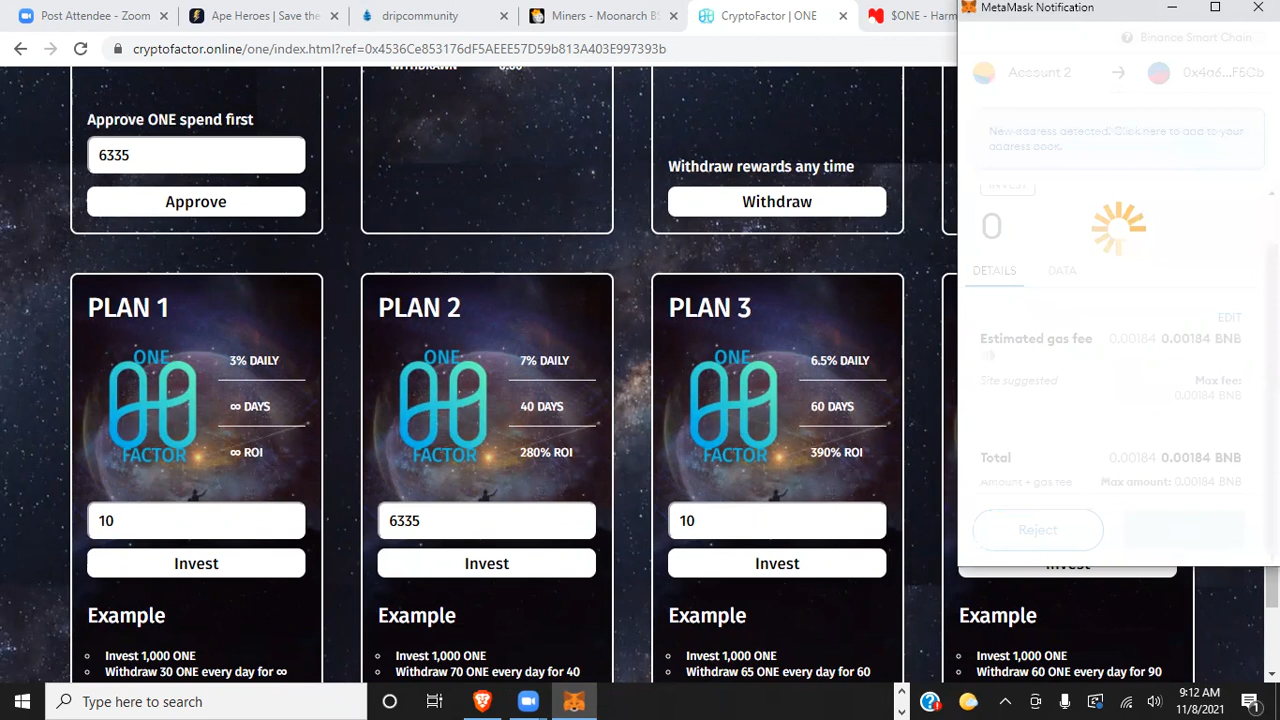 Post Attendee - Zoom
Ape Heroes | Save the
dripcommunity
Miners - Moonarch BS
CryptoFactor | ONE
$ONE - Harm
MetaMask Notification
cryptofactor.online/one/index.html?ref=0x4536Ce853176dF5AEEE57D59b813A403E997393b
Binance Smart Chain
Account 2
0x4a6...F5Cb
New address detected! Click here to add to your
address book.
INVEST
0
DETAILS
DATA
EDIT
Estimated gas fee
0.00184 0.00184 BNB
Site suggested
Max fee:
0.00184 BNB
Total
0.00184 0.00184 BNB
Amount + gas fee
Max amount: 0.00184 BNB
Reject
WITHDRAWN
0.00
Approve ONE spend first
6335
Approve
Withdraw rewards any time
Withdraw
PLAN 1
ONE
FACTOR
3% DAILY
∞ DAYS
∞ ROI
10
Invest
Example
Invest 1,000 ONE
Withdraw 30 ONE every day for ∞
PLAN 2
ONE
FACTOR
7% DAILY
40 DAYS
280% ROI
6335
Invest
Example
Invest 1,000 ONE
Withdraw 70 ONE every day for 40
PLAN 3
ONE
FACTOR
6.5% DAILY
60 DAYS
390% ROI
10
Invest
Example
Invest 1,000 ONE
Withdraw 65 ONE every day for 60
Invest
Example
Invest 1,000 ONE
Withdraw 60 ONE every day for 90
Type here to search
9:12 AM
11/8/2021
1